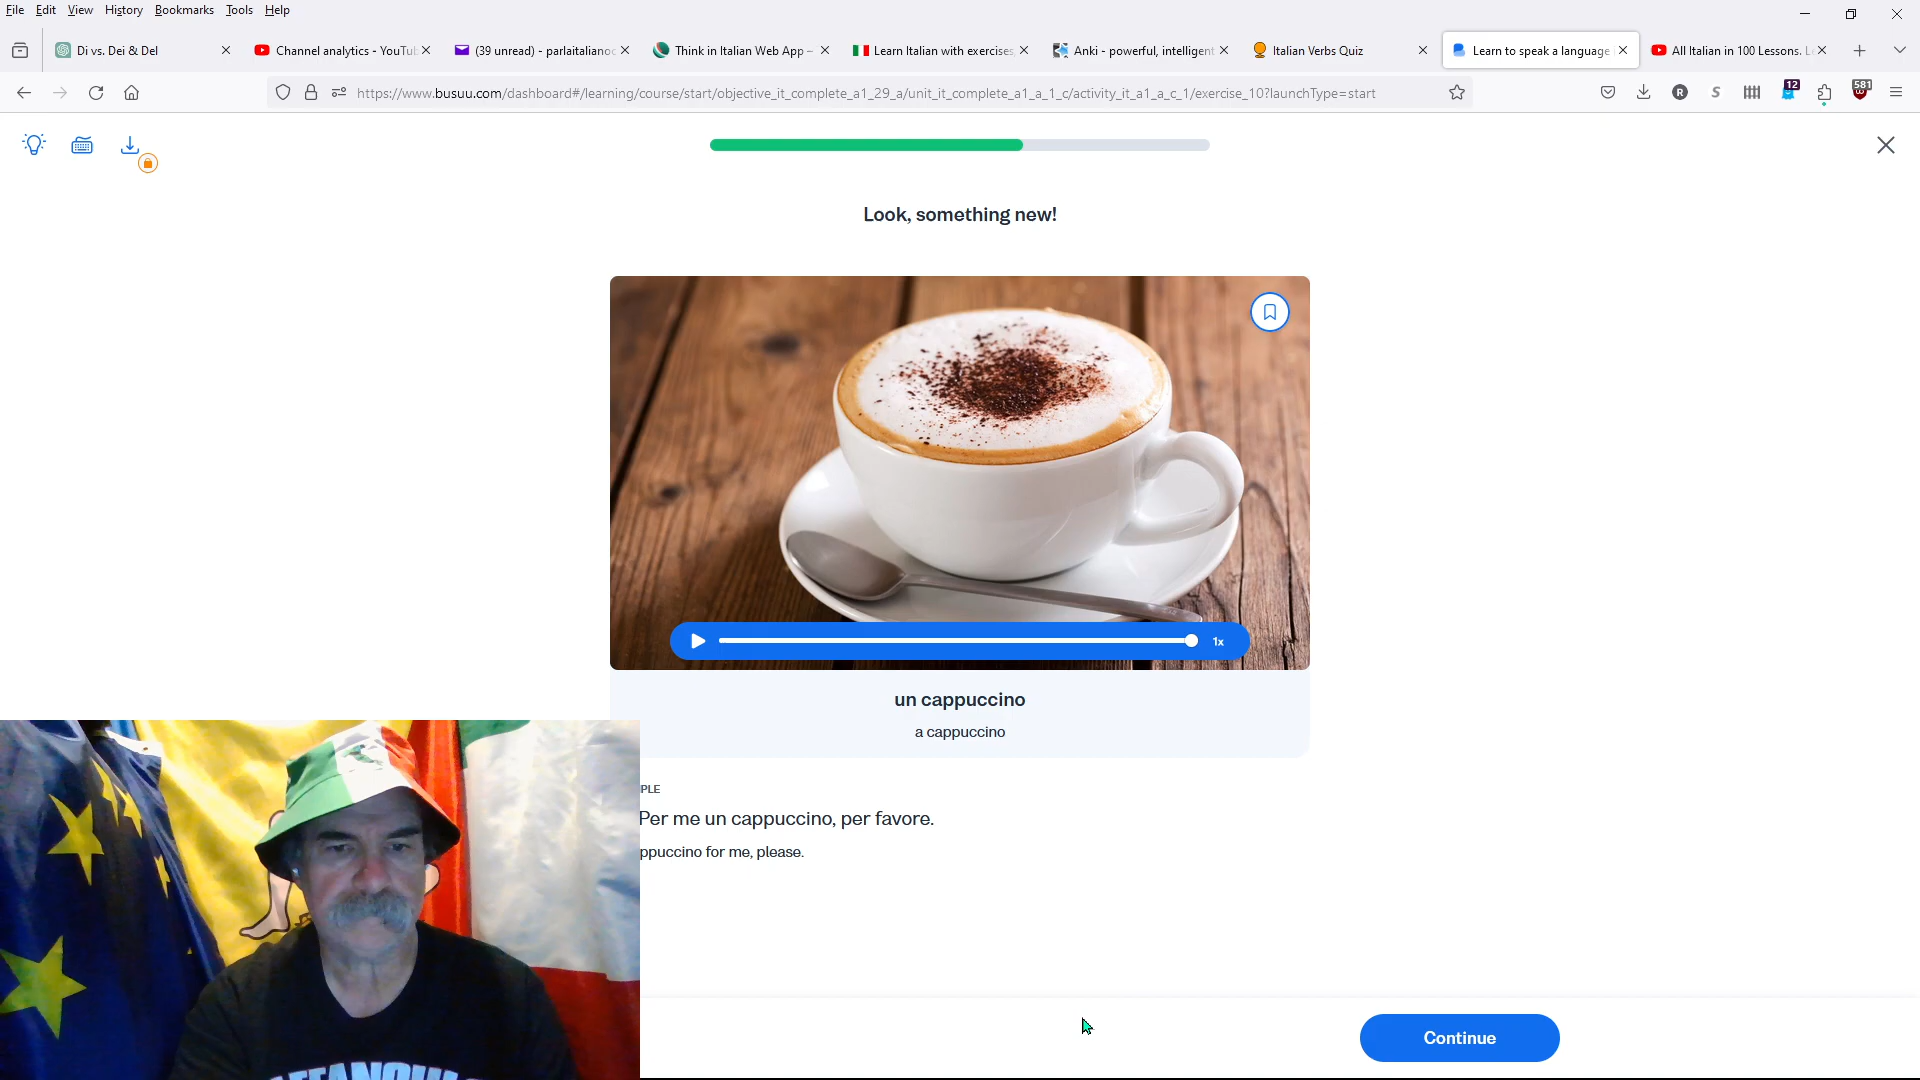 File Edit View History Bookmarks Tools Help
Di vs. Dei & Del
Channel analytics - YouTub
(39 unread) - parlaitaliano
Think in Italian Web App –
Learn Italian with exercises,
Anki - powerful, intelligent
Italian Verbs Quiz
Learn to speak a language
All Italian in 100 Lessons. L
https://www.busuu.com/dashboard#/learning/course/start/objective_it_complete_a1_29_a/unit_it_complete_a1_a_1_c/activity_it_a1_a_c_1/exercise_10?launchType=start
R
S
12
581
Look, something new!
1x
un cappuccino
a cappuccino
PLE
Per me un cappuccino, per favore.
ppuccino for me, please.
Continue